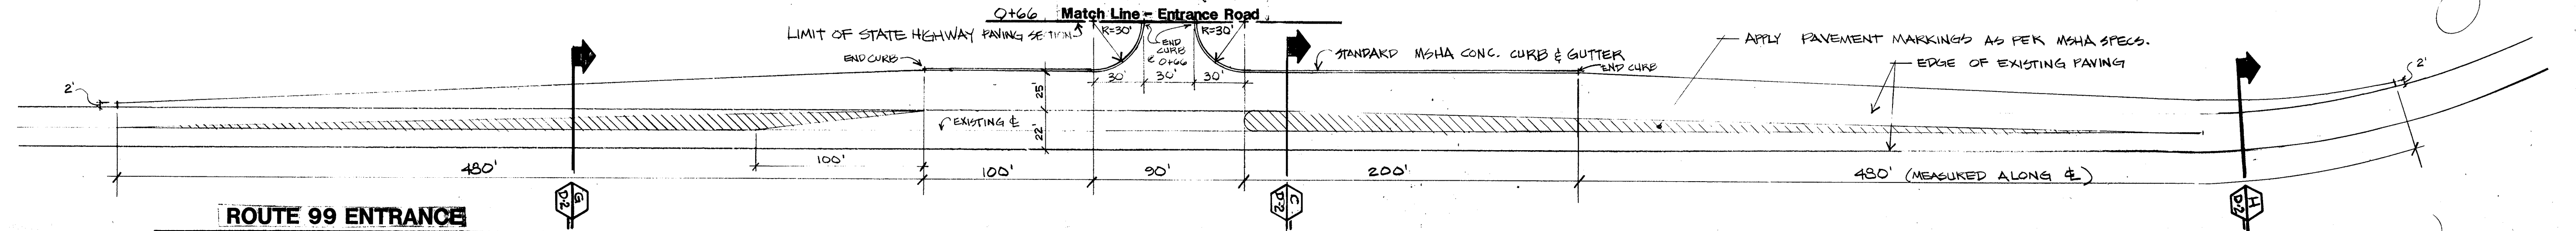 0+66 Match Line - Entrance Road
LIMIT OF STATE HIGHWAY PAVING SECTION
R=30'
R=30'
END
CURB
@ 0+66
END CURB
STANDARD MSHA CONC. CURB & GUTTER
END CURB
APPLY PAVEMENT MARKINGS AS PER MSHA SPECS.
EDGE OF EXISTING PAVING
2'
2'
30'
30'
30'
25'
22'
EXISTING ℄
480'
100'
100'
90'
200'
480' (MEASURED ALONG ℄)
G
D-2
C
D-2
H
D-2
ROUTE 99 ENTRANCE